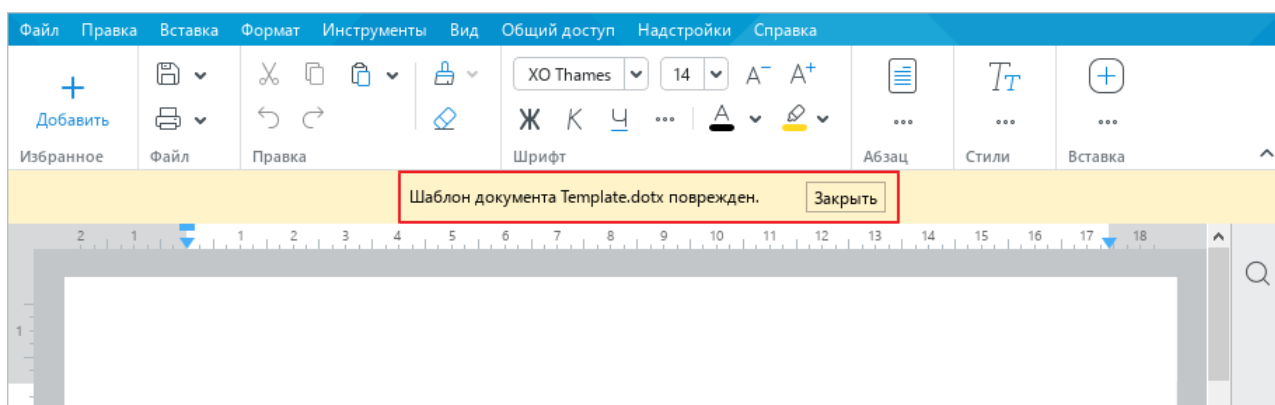 Файл Правка Вставка Формат Инструменты Вид Общий доступ Надстройки Справка
XO Thames 14 A⁻ A⁺
Добавить Ж К Ч A
Избранное Файл Правка Шрифт Абзац Стили Вставка
Шаблон документа Template.dotx поврежден. Закрыть
2 1 1 2 3 4 5 6 7 8 9 10 11 12 13 14 15 16 17 18
1